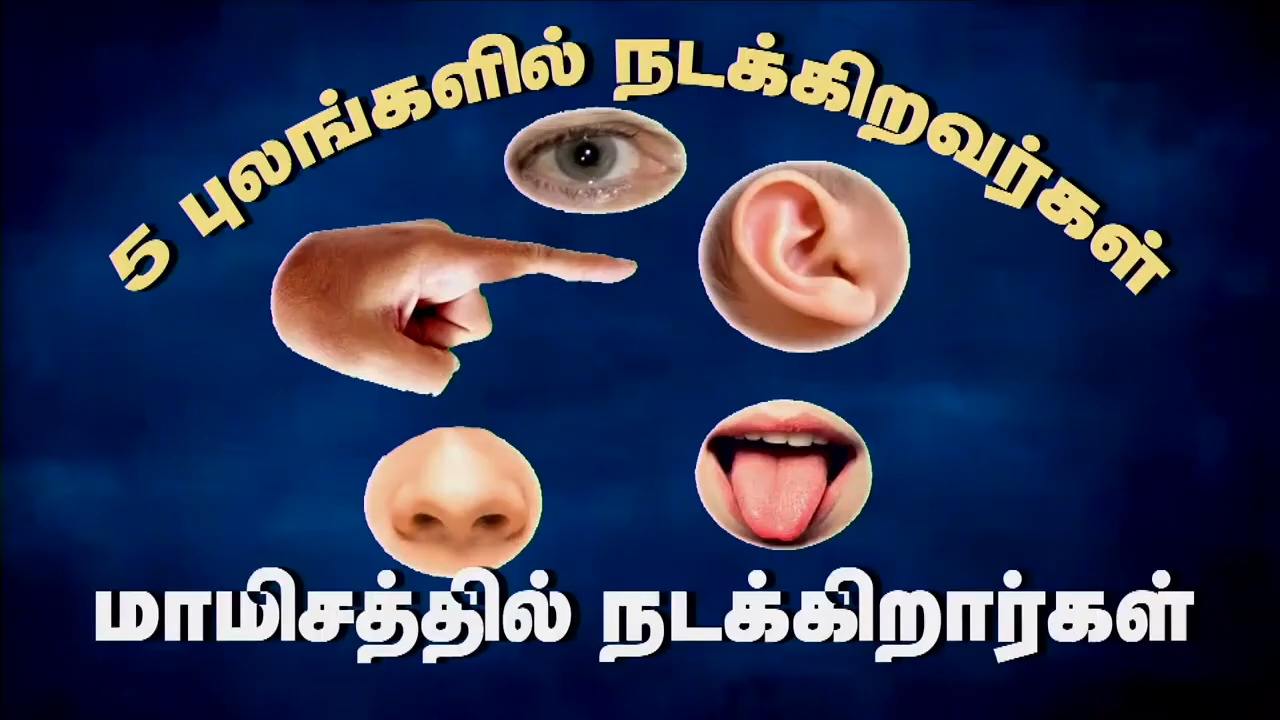 5 புலங்களில் நடக்கிறவர்கள்
மாமிசத்தில் நடக்கிறார்கள்